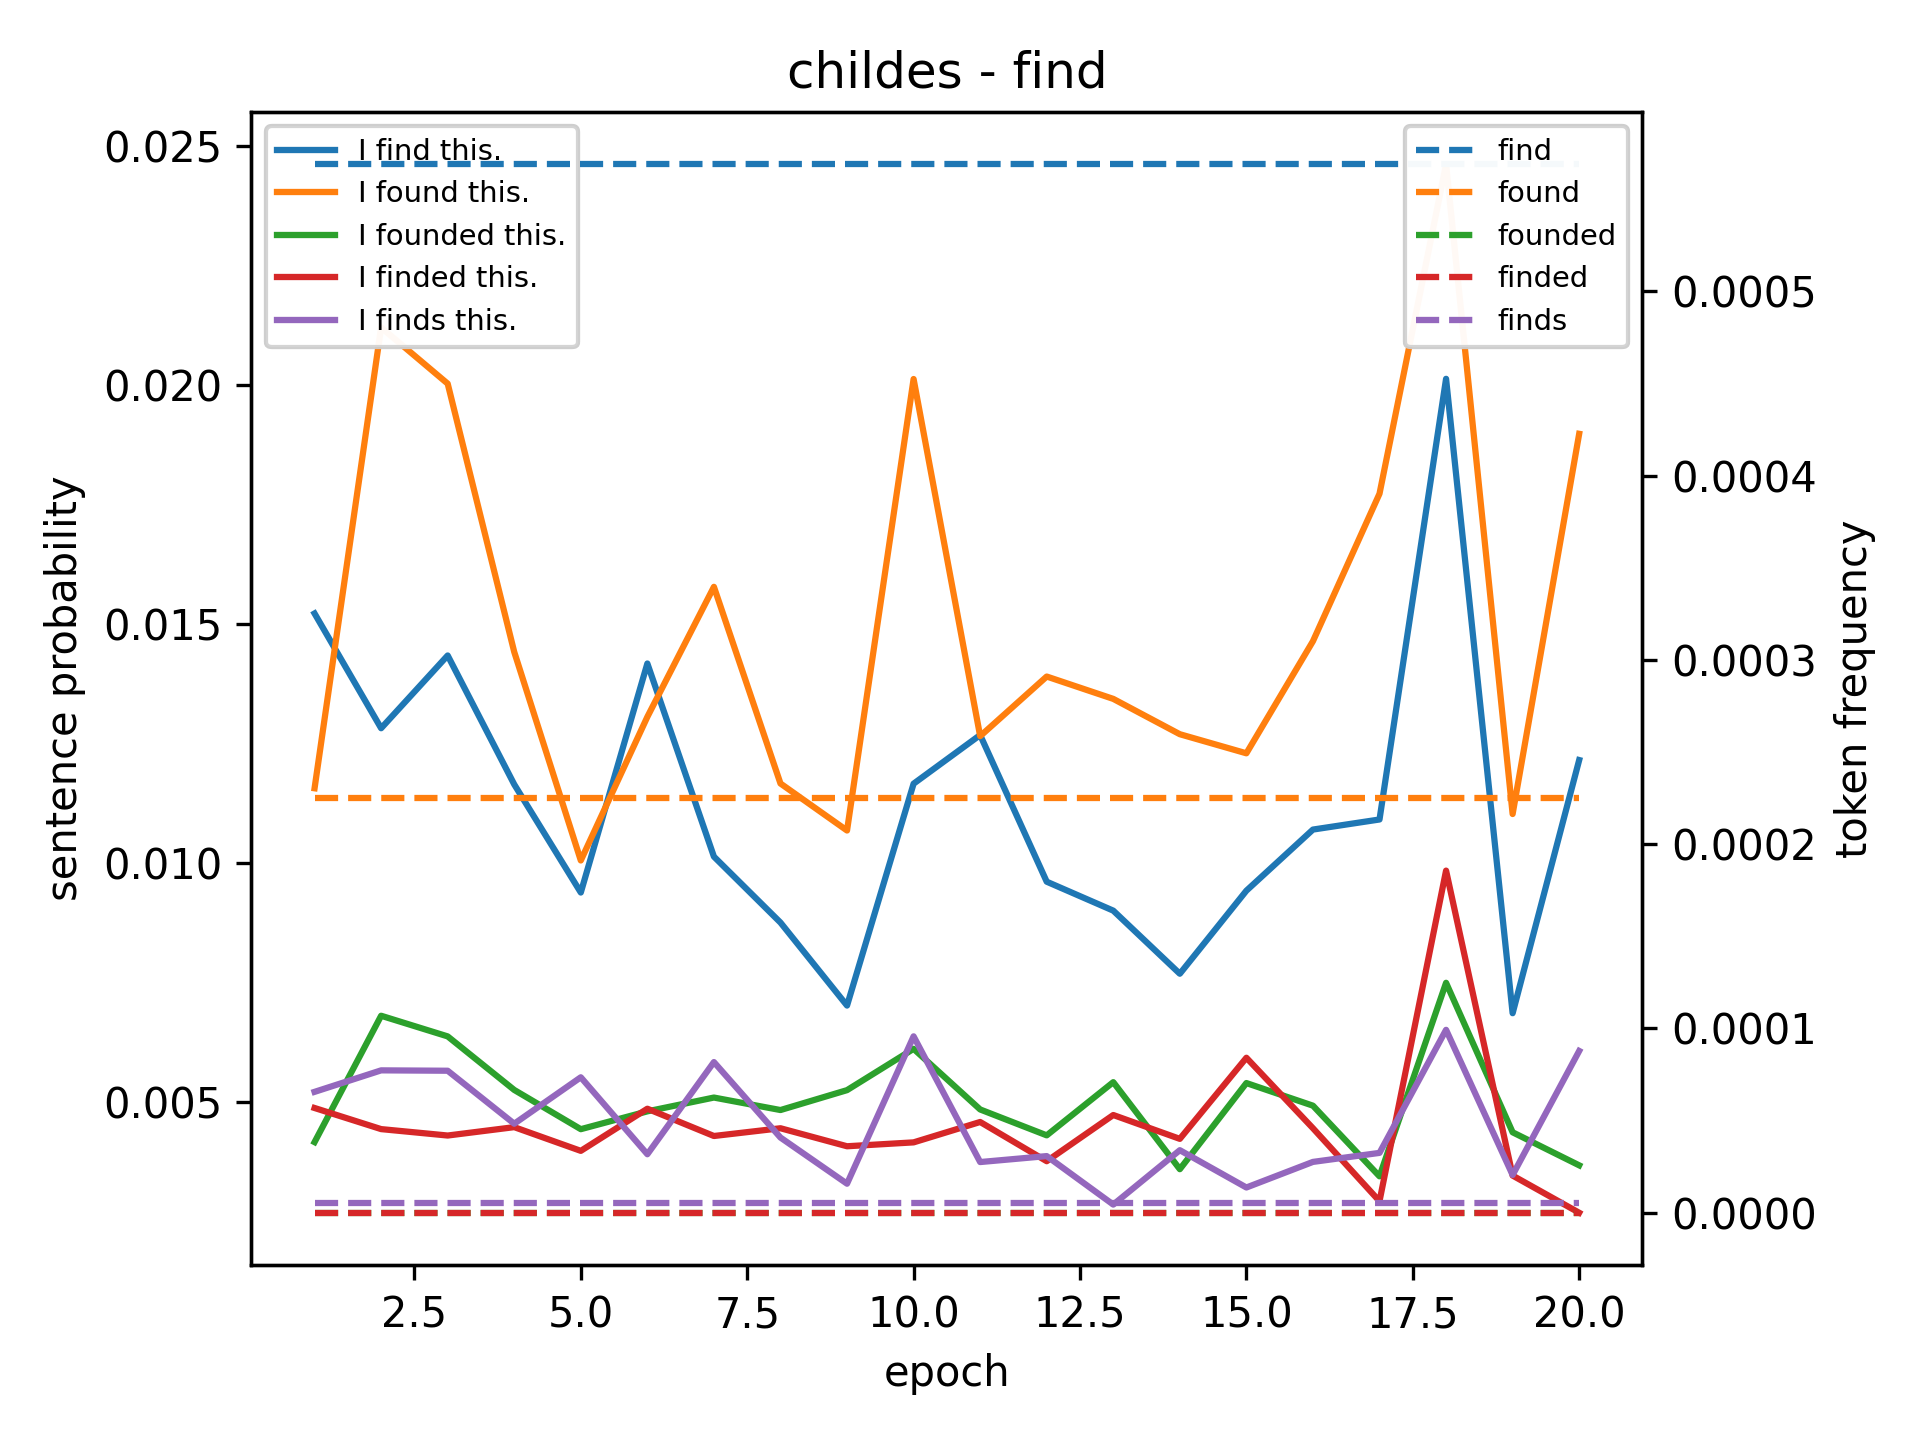 childes - find
I find this.
I found this.
I founded this.
I finded this.
I finds this.
find
found
founded
finded
finds
0.025
0.020
0.015
0.010
0.005
sentence probability
0.0005
0.0004
0.0003
0.0002
0.0001
0.0000
token frequency
2.5 5.0 7.5 10.0 12.5 15.0 17.5 20.0
epoch